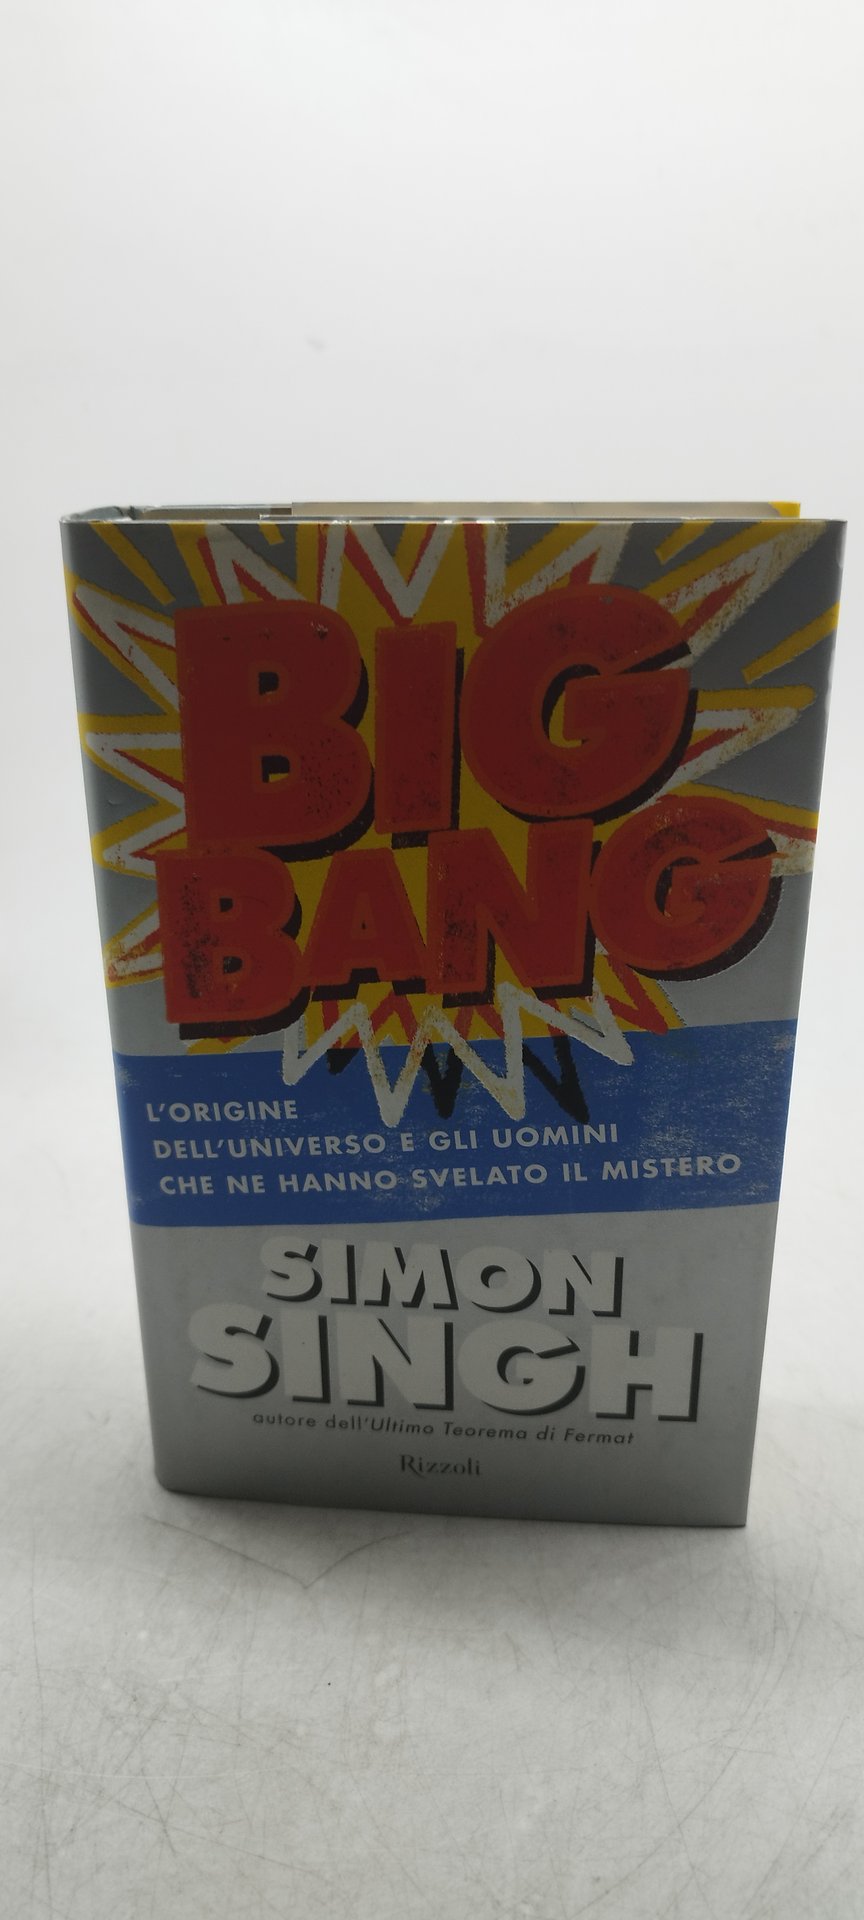 BIG
BANG
L'ORIGINE
DELL'UNIVERSO E GLI UOMINI
CHE NE HANNO SVELATO IL MISTERO
SIMON
SINGH
autore dell'Ultimo Teorema di Fermat
Rizzoli